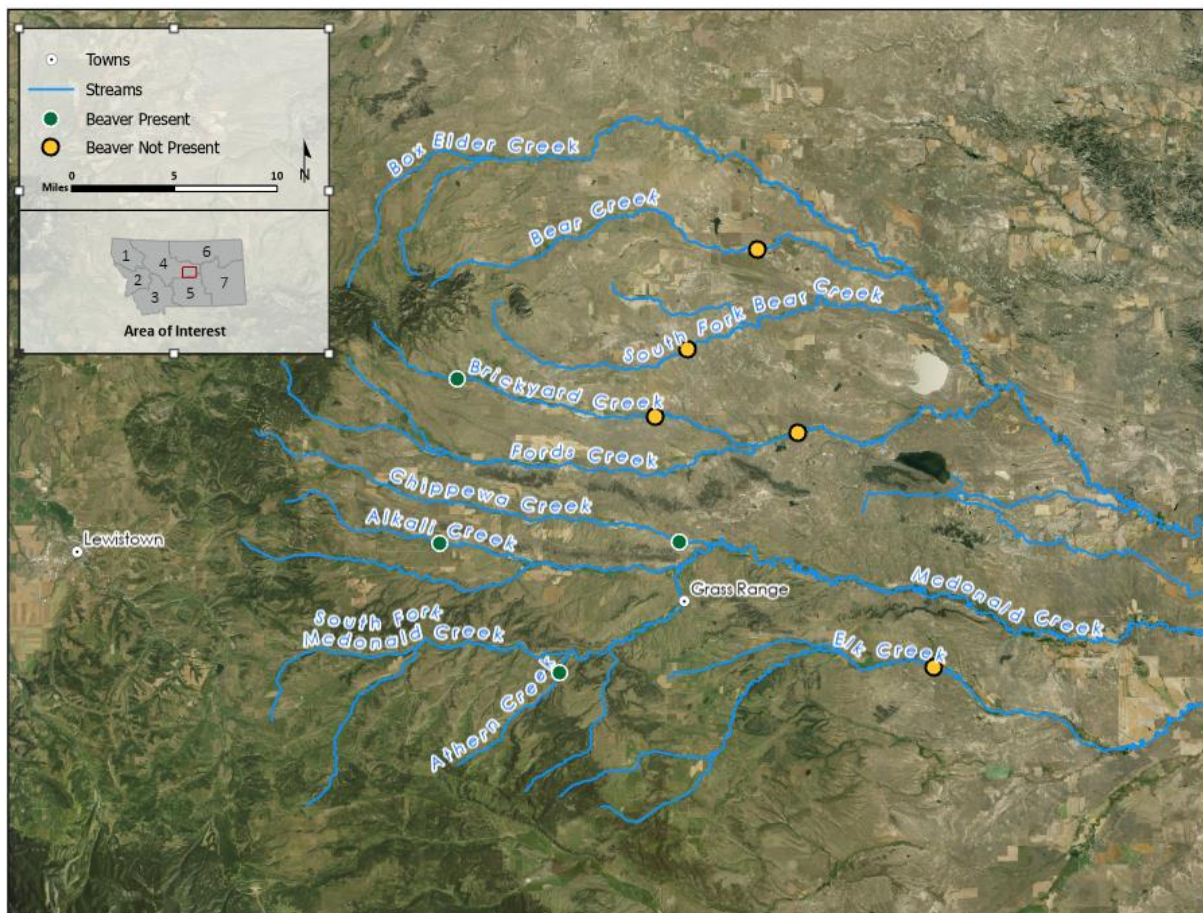 Towns
Streams
Beaver Present
Beaver Not Present
0 5 10
Miles
N
1 2 3 4 5 6 7
Area of Interest
Box Elder Creek
Bear Creek
South Fork Bear Creek
Brickyard Creek
Fords Creek
Chippewa Creek
Alkali Creek
Lewistown
Grass Range
Mcdonald Creek
South Fork
Mcdonald Creek
Elk Creek
Athern Creek